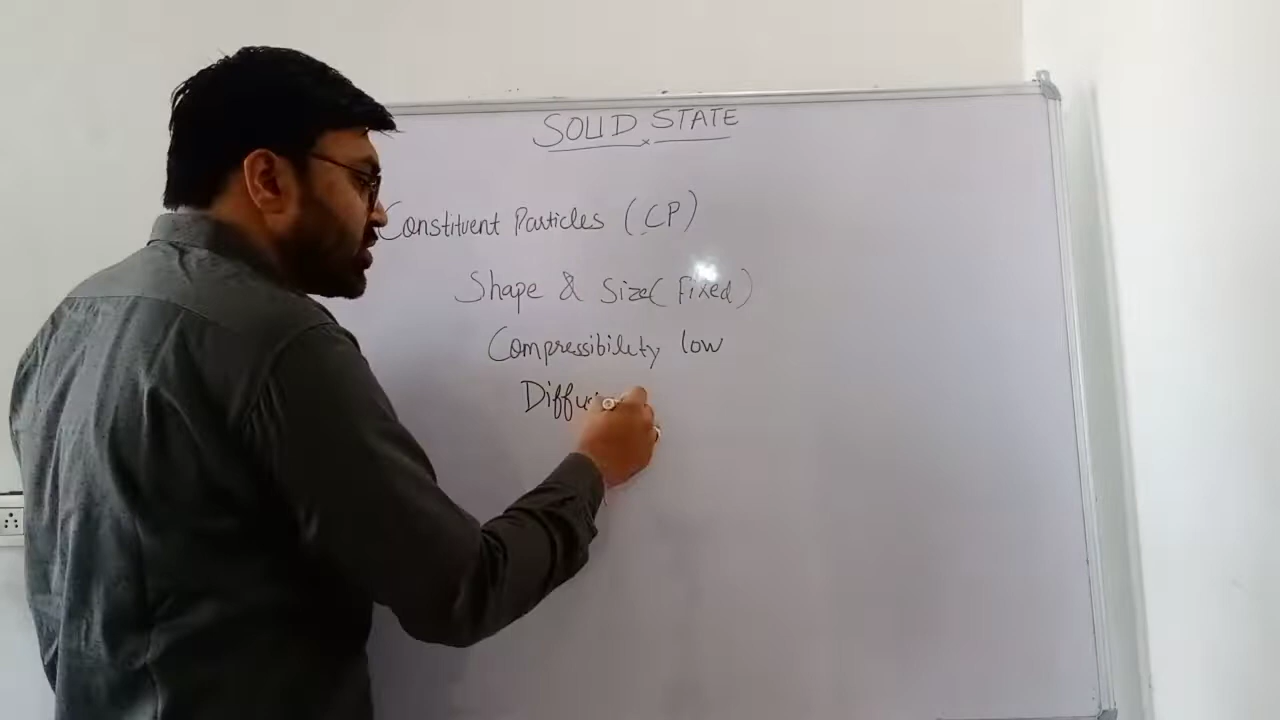 SOLID STATE
Constituent Particles (CP)
Shape & Size (Fixed)
Compressibility low